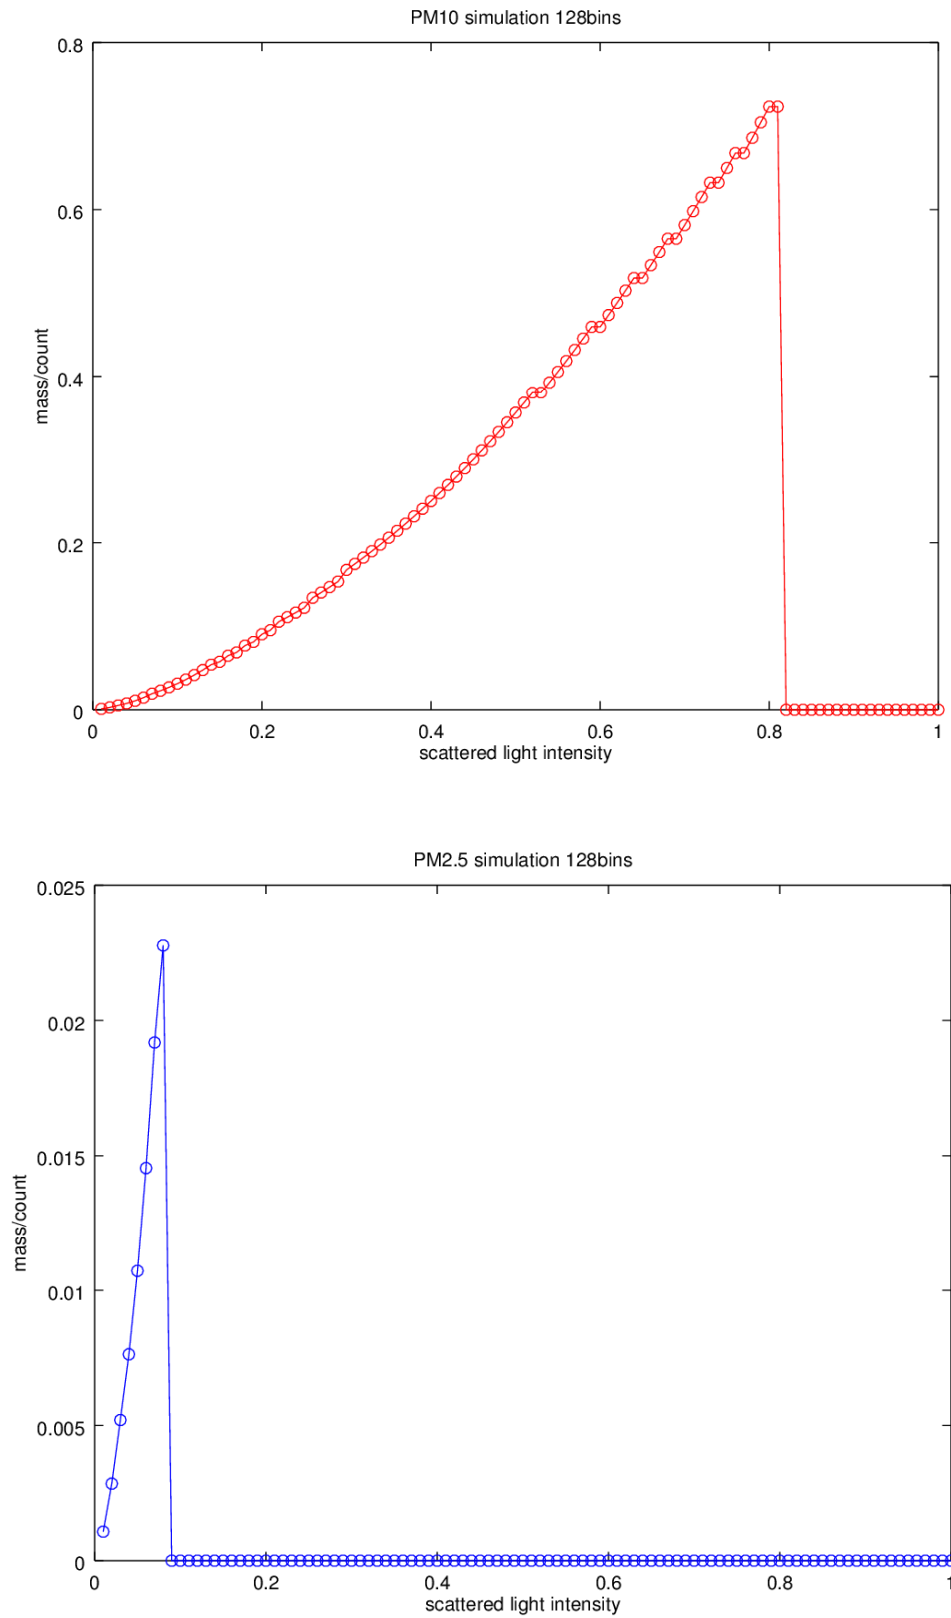 PM10 simulation 128bins
0.8
0.6
0.4
0.2
0
mass/count
0 0.2 0.4 0.6 0.8 1
scattered light intensity
PM2.5 simulation 128bins
0.025
0.02
0.015
0.01
0.005
0
mass/count
0 0.2 0.4 0.6 0.8 1
scattered light intensity